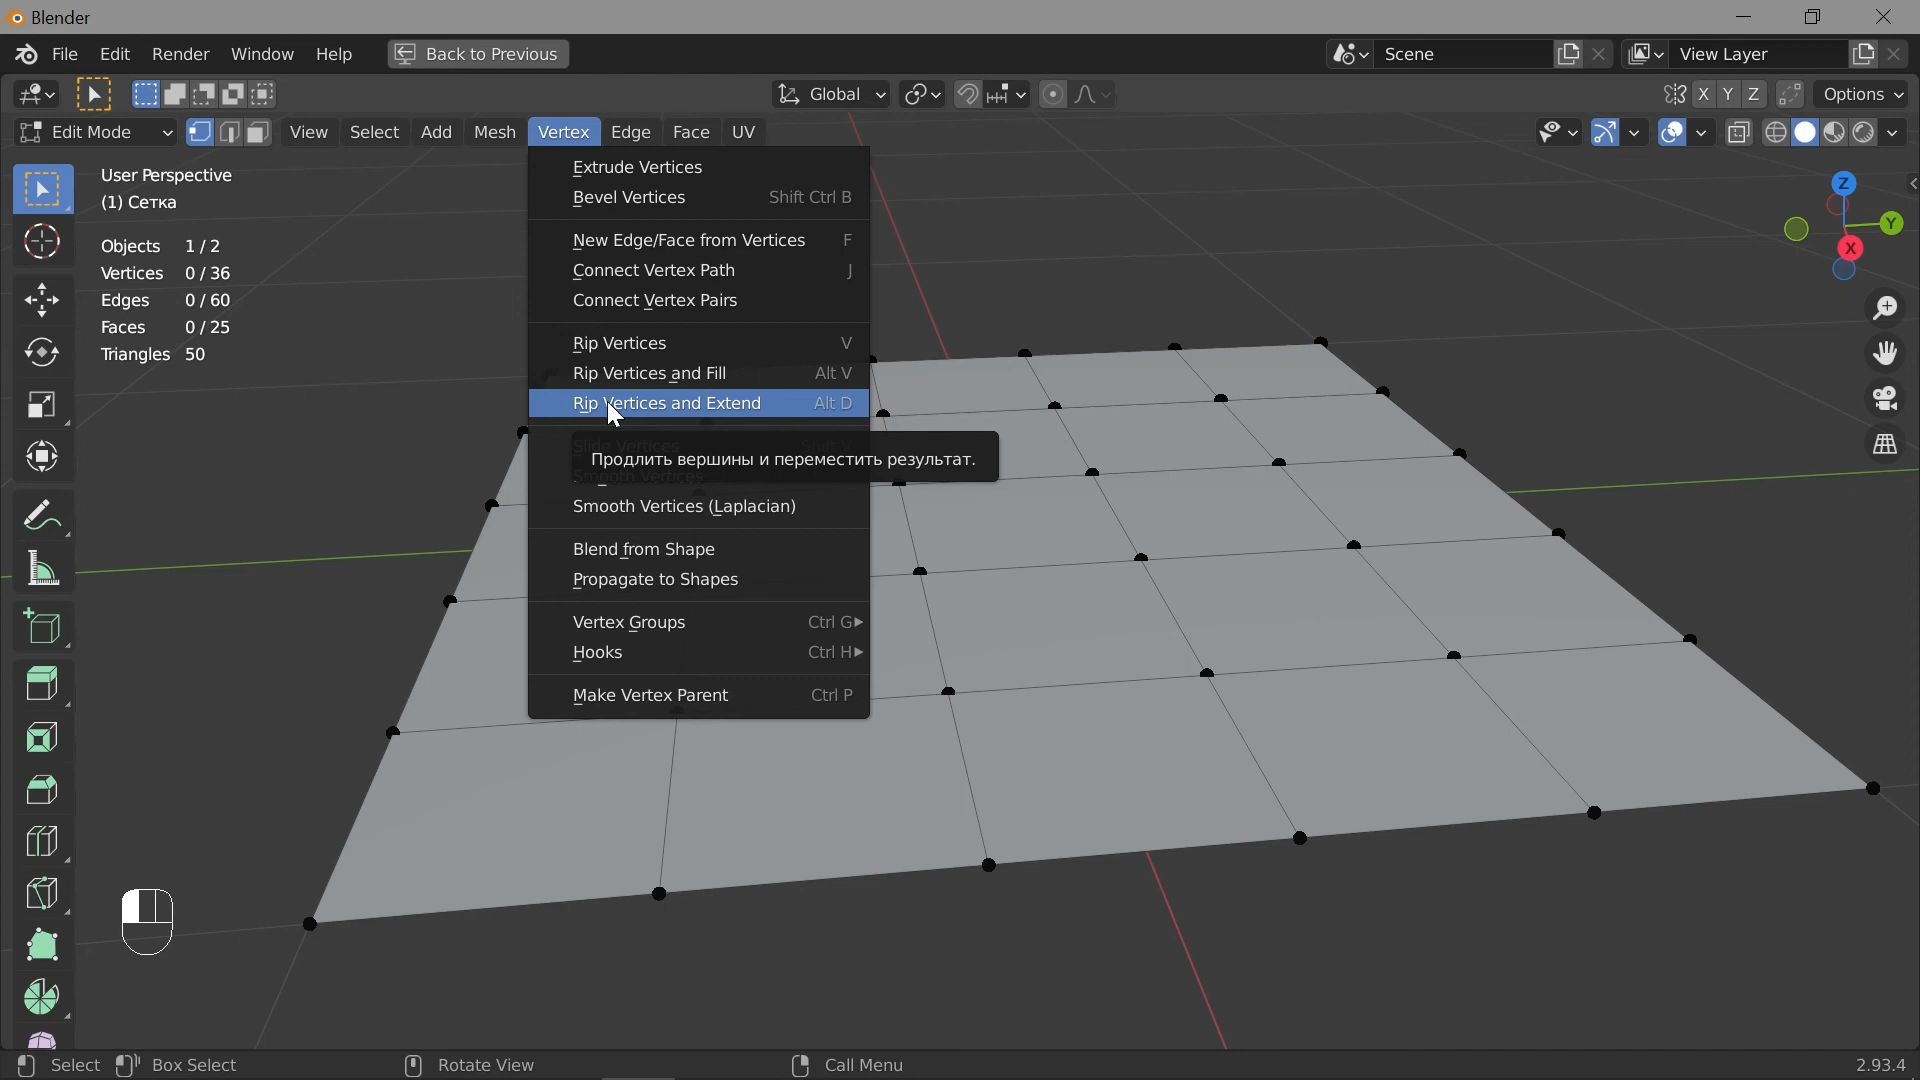 Blender
File Edit Render Window Help Back to Previous Scene View Layer
Global X Y Z Options
Edit Mode View Select Add Mesh Vertex Edge Face UV
User Perspective
(1) Сетка
Objects 1 / 2
Vertices 0 / 36
Edges 0 / 60
Faces 0 / 25
Triangles 50
Extrude Vertices
Bevel Vertices Shift Ctrl B
New Edge/Face from Vertices F
Connect Vertex Path J
Connect Vertex Pairs
Rip Vertices V
Rip Vertices and Fill Alt V
Rip Vertices and Extend Alt D
Slide Vertices Shift V
Продлить вершины и переместить результат.
Smooth Vertices
Smooth Vertices (Laplacian)
Blend from Shape
Propagate to Shapes
Vertex Groups Ctrl G
Hooks Ctrl H
Make Vertex Parent Ctrl P
Z
Y
X
Select Box Select Rotate View Call Menu 2.93.4